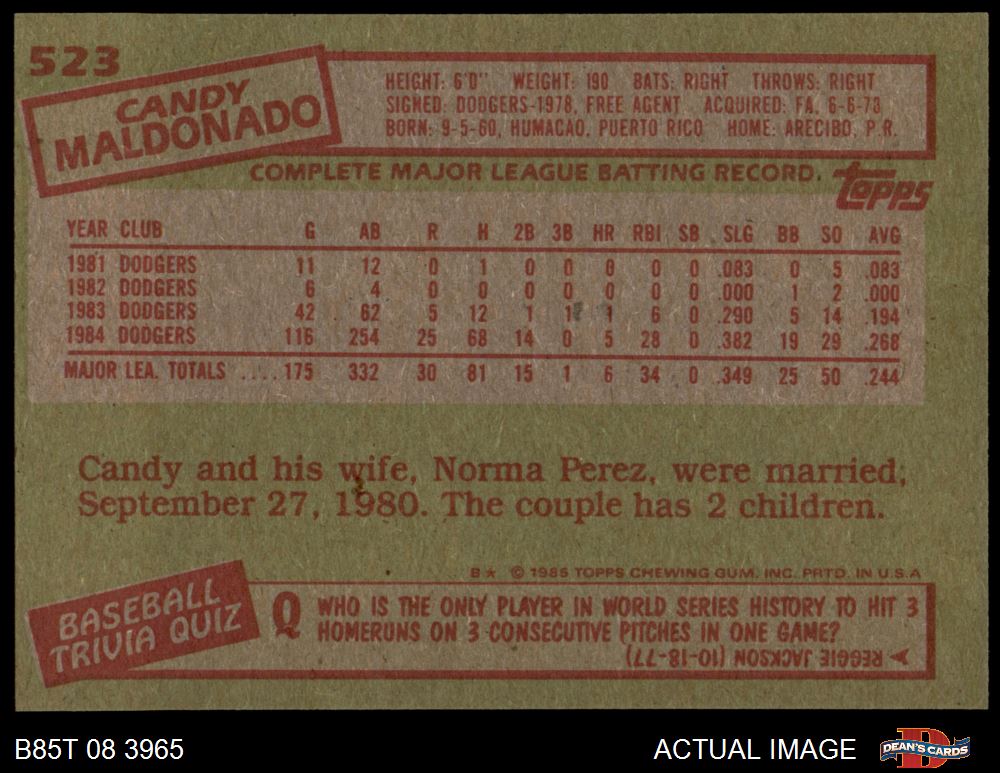 523
CANDY
MALDONADO
HEIGHT: 6'0" WEIGHT: 190 BATS: RIGHT THROWS: RIGHT
SIGNED: DODGERS-1978, FREE AGENT ACQUIRED: FA, 6-6-78
BORN: 9-5-60, HUMACAO, PUERTO RICO HOME: ARECIBO, P.R.
COMPLETE MAJOR LEAGUE BATTING RECORD.
topps
YEAR CLUB G AB R H 2B 3B HR RBI SB SLG BB SO AVG
1981 DODGERS 11 12 0 1 0 0 0 0 0 .083 0 5 .083
1982 DODGERS 6 4 0 0 0 0 0 0 0 .000 1 2 .000
1983 DODGERS 42 62 5 12 1 1 1 6 0 .290 5 14 .194
1984 DODGERS 116 254 25 68 14 0 5 28 0 .382 19 29 .268
MAJOR LEA. TOTALS .... 175 332 30 81 15 1 6 34 0 .349 25 50 .244
Candy and his wife, Norma Perez, were married,
September 27, 1980. The couple has 2 children.
B* © 1985 TOPPS CHEWING GUM, INC. PRTD. IN U.S.A
BASEBALL
TRIVIA QUIZ
Q WHO IS THE ONLY PLAYER IN WORLD SERIES HISTORY TO HIT 3
HOMERUNS ON 3 CONSECUTIVE PITCHES IN ONE GAME?
REGGIE JACKSON (10-18-77)
B85T 08 3965
ACTUAL IMAGE
DEAN'S CARDS